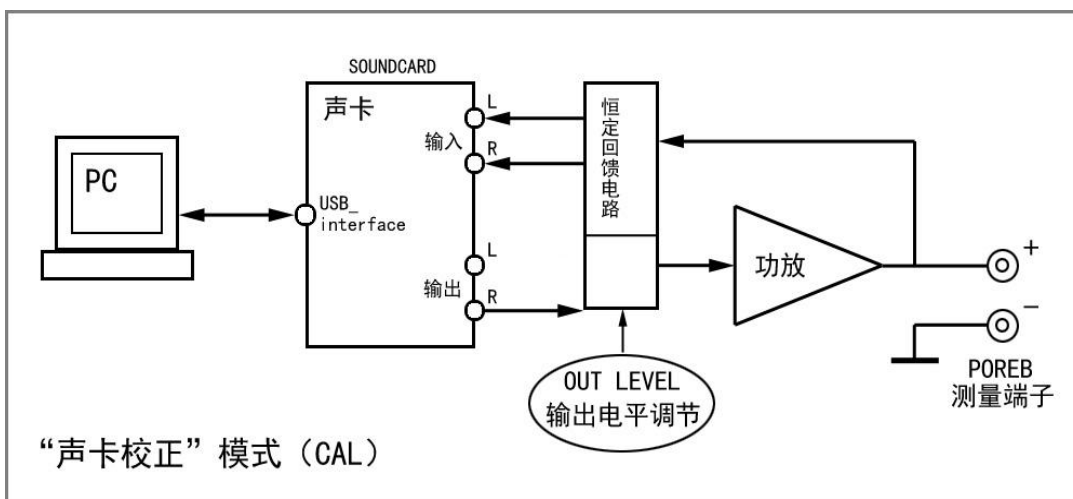 SOUNDCARD
声卡
L
输入
R
PC
USB_
interface
L
输出
R
恒定回馈电路
功放
+
-
POREB
测量端子
OUT LEVEL
输出电平调节
“声卡校正”模式（CAL）